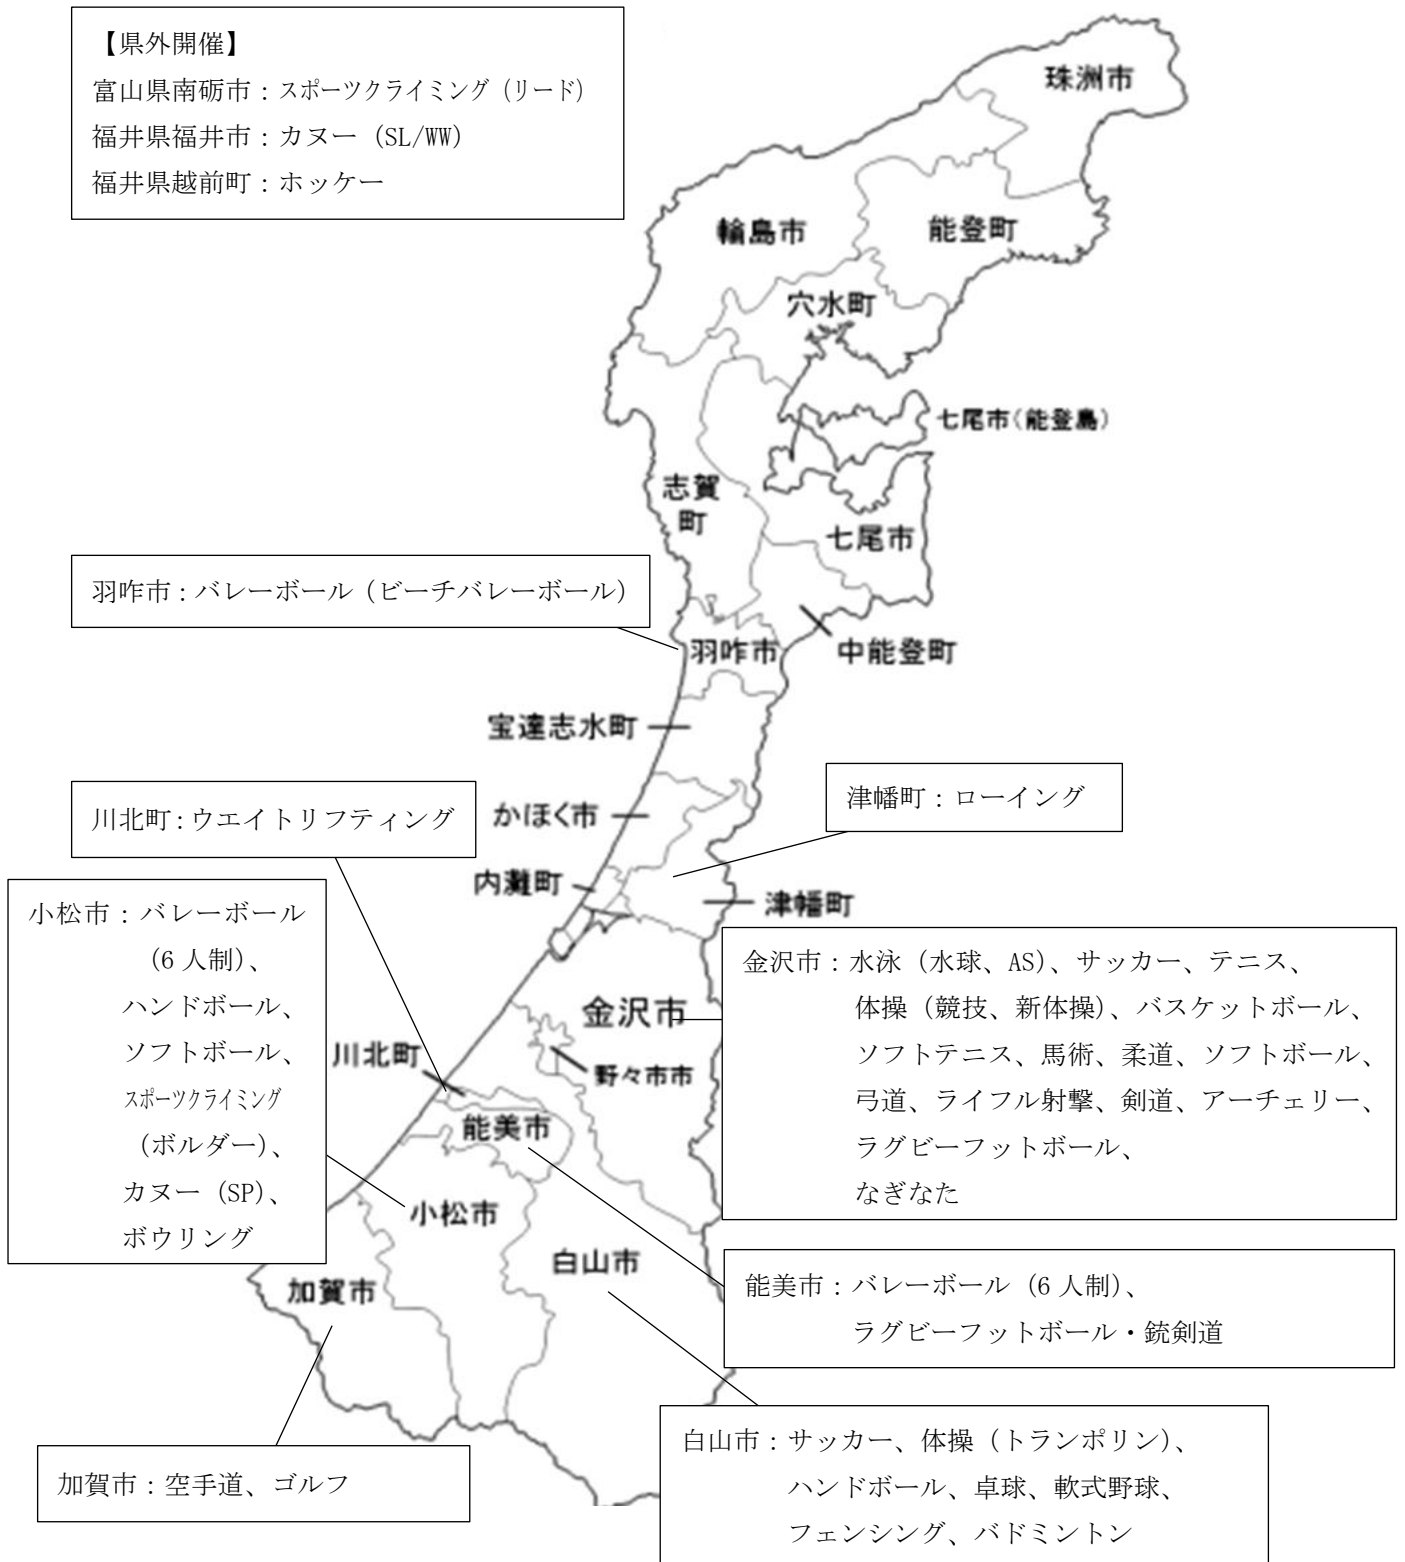 【県外開催】
富山県南砺市：スポーツクライミング（リード）
福井県福井市：カヌー（SL/WW）
福井県越前町：ホッケー
珠洲市
輪島市
能登町
穴水町
七尾市(能登島)
志賀
町
七尾市
羽咋市：バレーボール（ビーチバレーボール）
羽咋市
中能登町
宝達志水町
津幡町：ローイング
川北町：ウエイトリフティング
かほく市
内灘町
津幡町
小松市：バレーボール
（6 人制）、
ハンドボール、
ソフトボール、
スポーツクライミング
（ボルダー）、
カヌー（SP）、
ボウリング
金沢市：水泳（水球、AS）、サッカー、テニス、
体操（競技、新体操）、バスケットボール、
ソフトテニス、馬術、柔道、ソフトボール、
弓道、ライフル射撃、剣道、アーチェリー、
ラグビーフットボール、
なぎなた
金沢市
川北町
野々市市
能美市
小松市
白山市
加賀市
能美市：バレーボール（6 人制）、
ラグビーフットボール・銃剣道
白山市：サッカー、体操（トランポリン）、
ハンドボール、卓球、軟式野球、
フェンシング、バドミントン
加賀市：空手道、ゴルフ